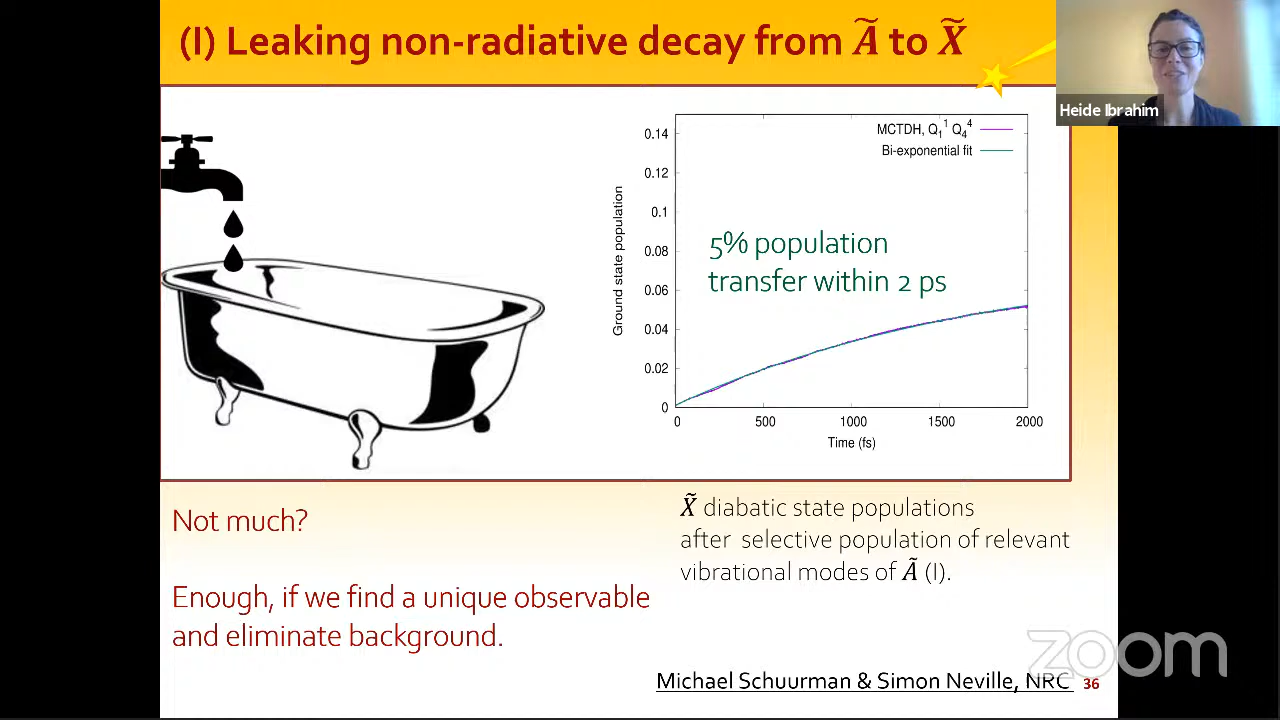 (I) Leaking non-radiative decay from Ã to X̃
Heide Ibrahim
MCTDH, Q₁¹ Q₄⁴
Bi-exponential fit
0.14
0.12
0.1
0.08
0.06
0.04
0.02
0
Ground state population
5% population
transfer within 2 ps
0 500 1000 1500 2000
Time (fs)
Not much?
Enough, if we find a unique observable
and eliminate background.
X̃ diabatic state populations
after selective population of relevant
vibrational modes of Ã (I).
zoom
Michael Schuurman & Simon Neville, NRC 36